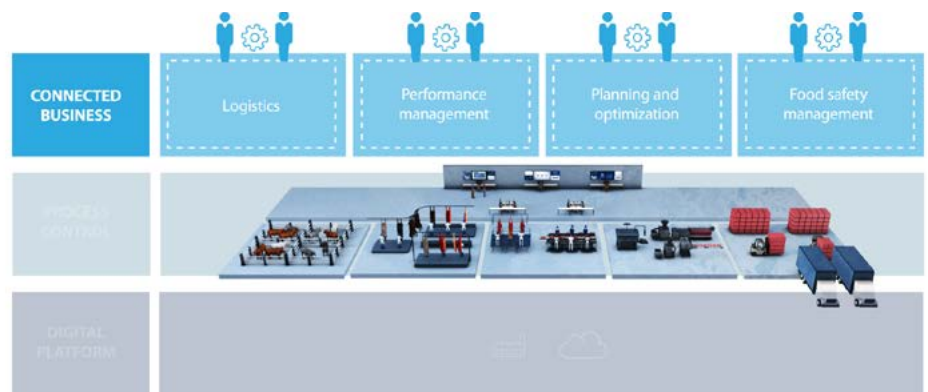 CONNECTED
BUSINESS
Logistics
Performance
management
Planning and
optimization
Food safety
management
PROCESS
CONTROL
DIGITAL
PLATFORM